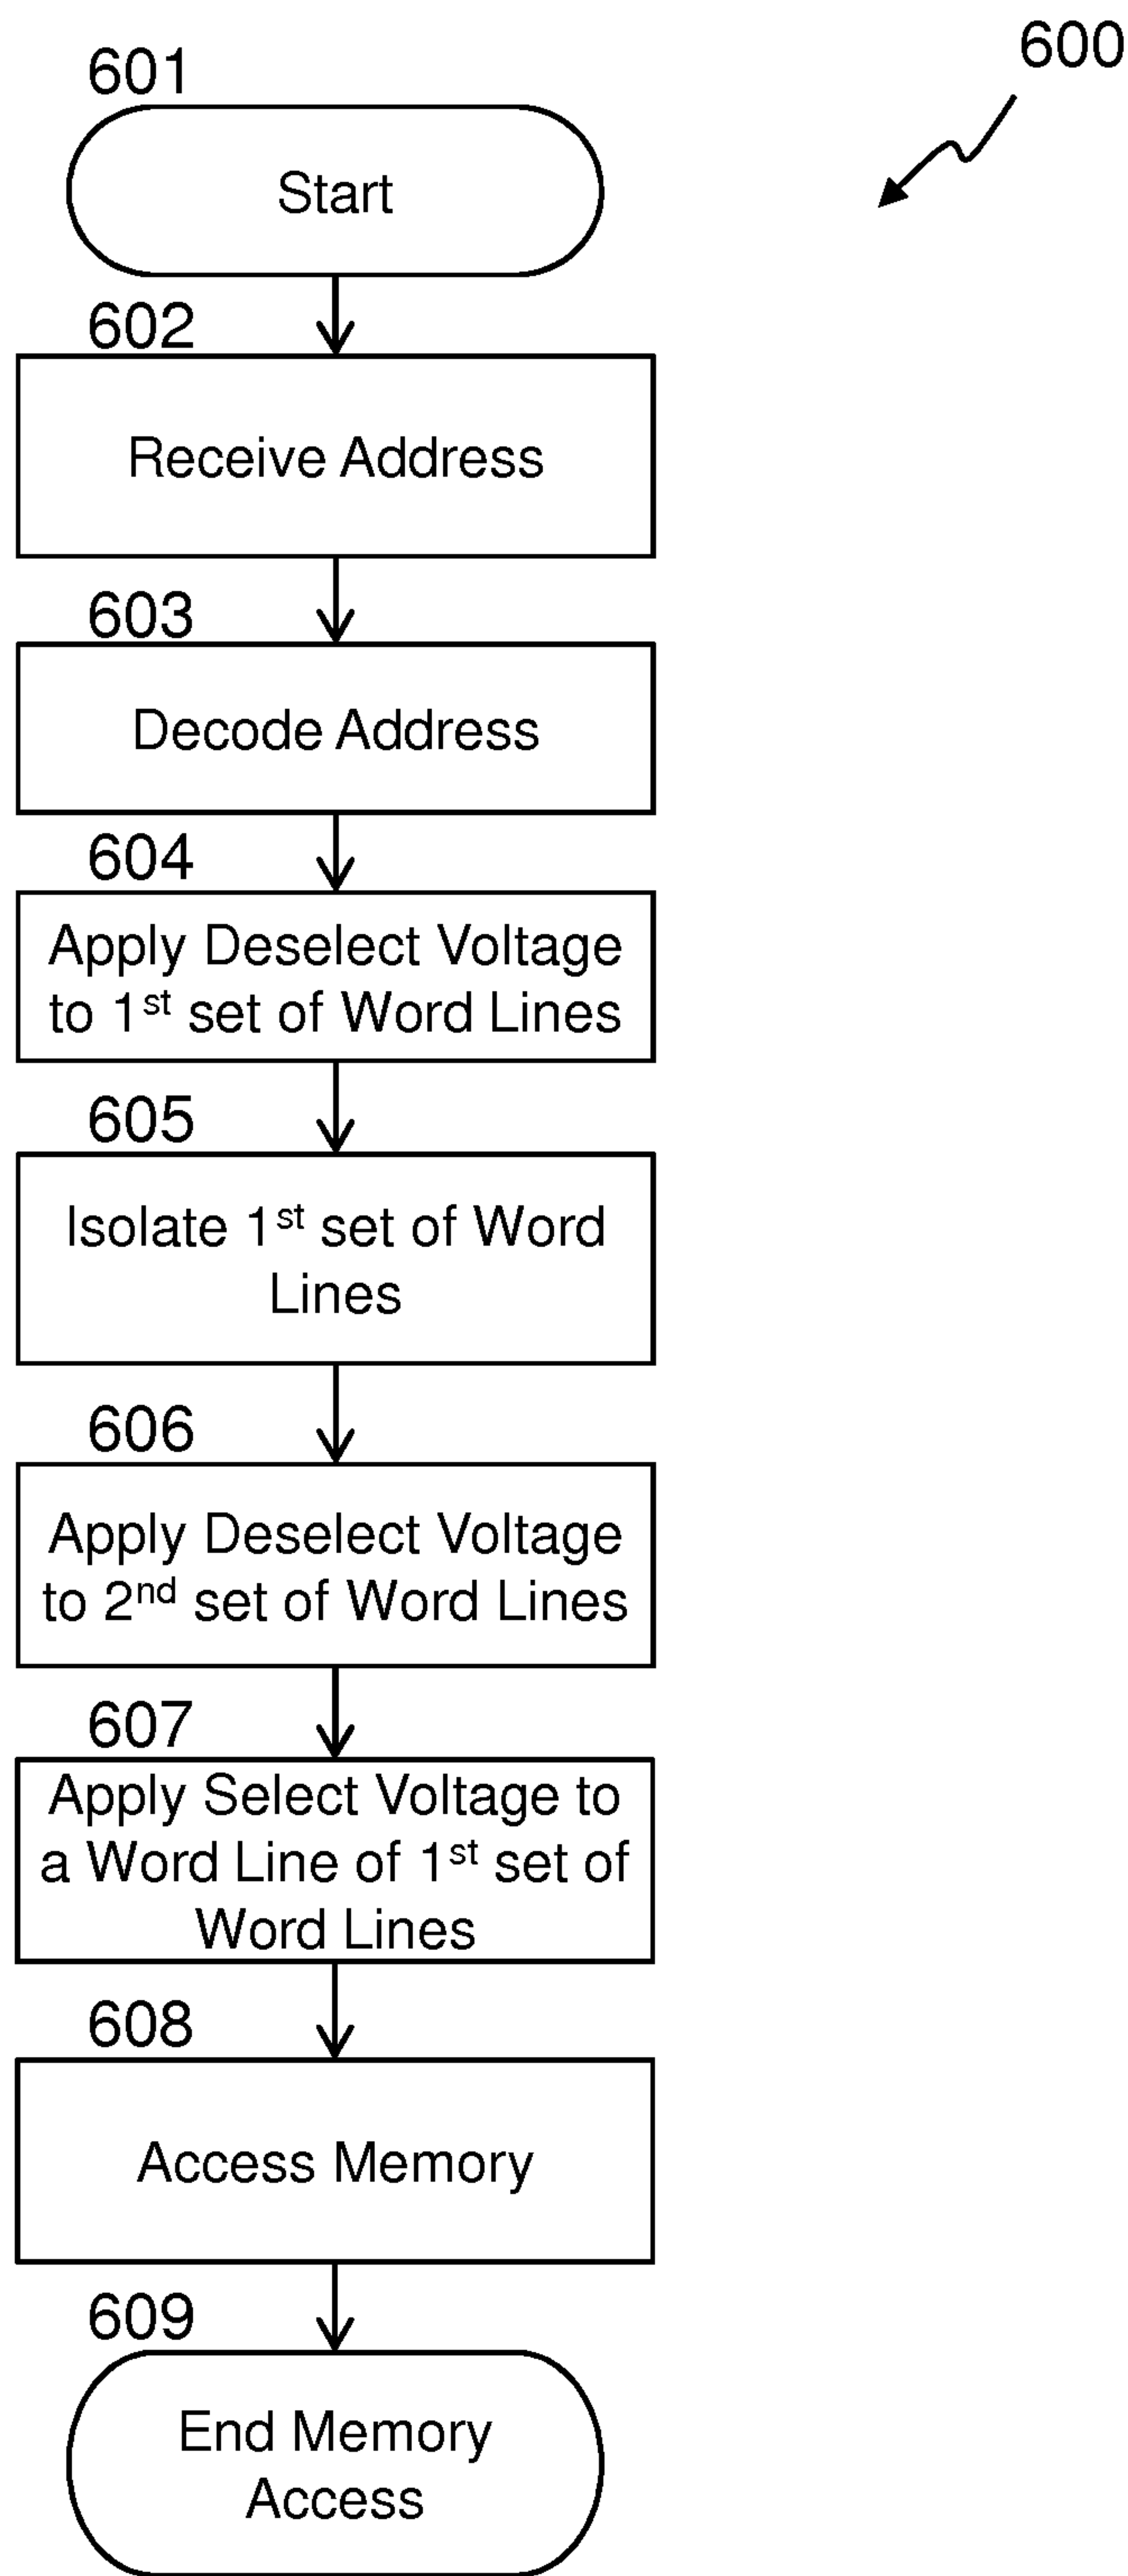 600
601
Start
602
Receive Address
603
Decode Address
604
Apply Deselect Voltage
to 1st set of Word Lines
605
Isolate 1st set of Word
Lines
606
Apply Deselect Voltage
to 2nd set of Word Lines
607
Apply Select Voltage to
a Word Line of 1st set of
Word Lines
608
Access Memory
609
End Memory
Access